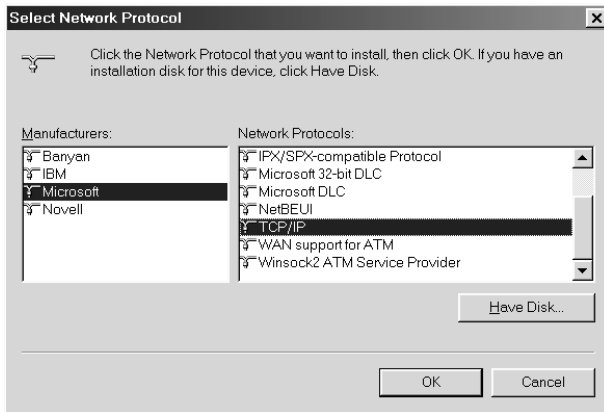 Select Network Protocol
Click the Network Protocol that you want to install, then click OK. If you have an
installation disk for this device, click Have Disk.
Manufacturers:
Banyan
IBM
Microsoft
Novell
Network Protocols:
IPX/SPX-compatible Protocol
Microsoft 32-bit DLC
Microsoft DLC
NetBEUI
TCP/IP
WAN support for ATM
Winsock2 ATM Service Provider
Have Disk...
OK
Cancel